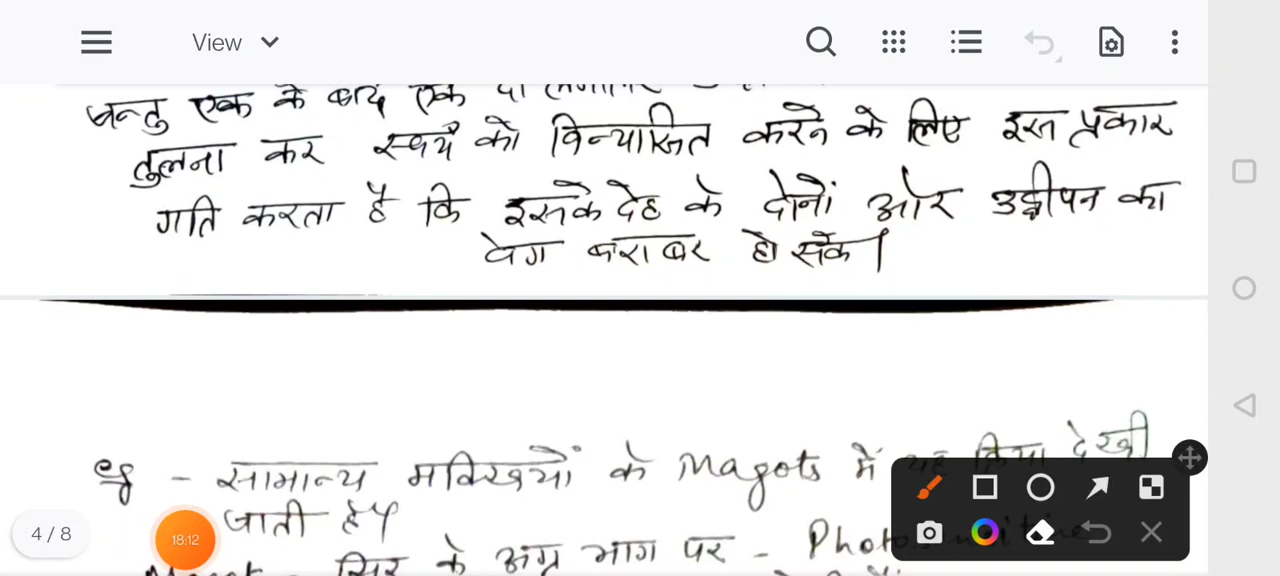 View
जन्तु एक के बाद एक दो
तुलना कर स्वयं को विन्यासित करने के लिए इस प्रकार
गति करता है कि इसके देह के दोनों ओर उद्दीपन का
वेग बराबर हो सकें।
eg - सामान्य मक्खियों के Magots में यह क्रिया देखी
जाती है।
4 / 8
18:12
सिर के अग्र भाग पर - Photo